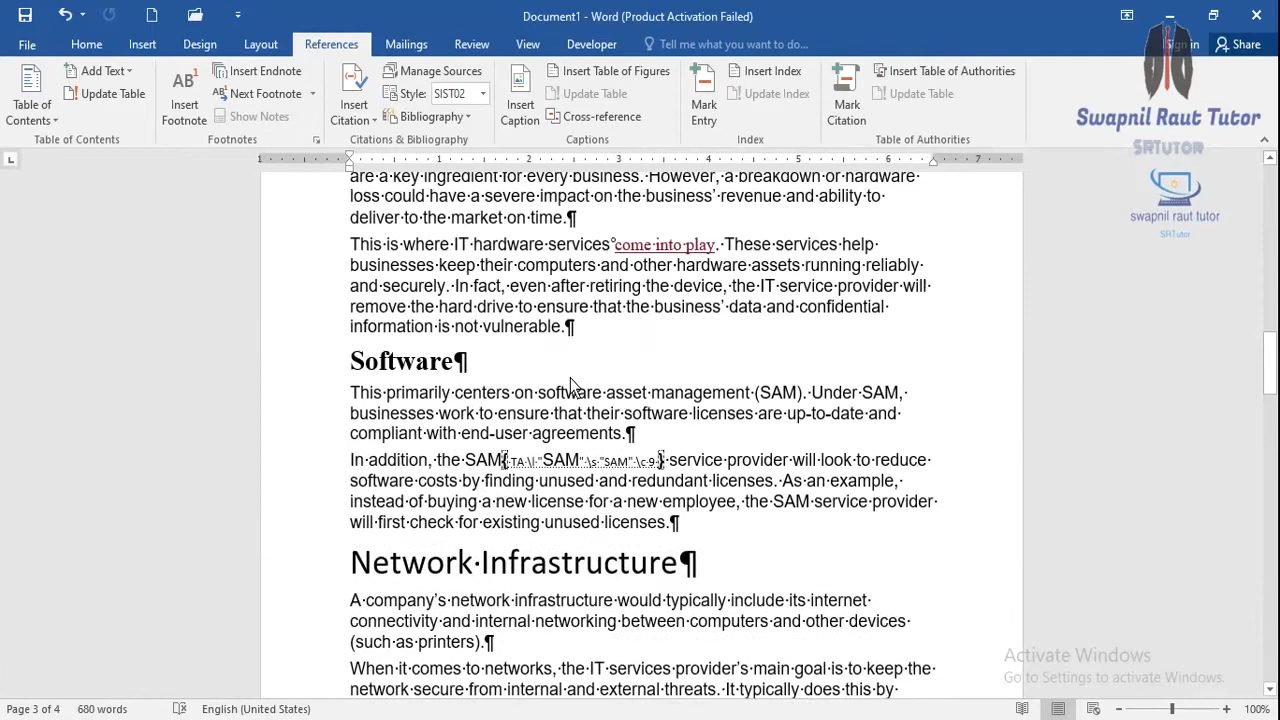 Document1 - Word (Product Activation Failed)
File Home Insert Design Layout References Mailings Review View Developer Tell me what you want to do... Sign in Share
Table of Contents
Add Text
Update Table
Table of Contents
AB1
Insert Footnote
Insert Endnote
Next Footnote
Show Notes
Footnotes
Insert Citation
Manage Sources
Style: SIST02
Bibliography
Citations & Bibliography
Insert Caption
Insert Table of Figures
Update Table
Cross-reference
Captions
Mark Entry
Insert Index
Update Index
Index
Mark Citation
Insert Table of Authorities
Update Table
Table of Authorities
Swapnil Raut Tutor
SRTutor
swapnil raut tutor
SRTutor
1 1 2 3 4 5 6 7
are·a·key·ingredient·for·every·business.·However,·a·breakdown·or·hardware·
loss·could·have·a·severe·impact·on·the·business’·revenue·and·ability·to·
deliver·to·the·market·on·time.¶
This·is·where·IT·hardware·services°come·into·play.·These·services·help·
businesses·keep·their·computers·and·other·hardware·assets·running·reliably·
and·securely.·In·fact,·even·after·retiring·the·device,·the·IT·service·provider·will·
remove·the·hard·drive·to·ensure·that·the·business’·data·and·confidential·
information·is·not·vulnerable.¶
Software¶
This·primarily·centers·on·software·asset·management·(SAM).·Under·SAM,·
businesses·work·to·ensure·that·their·software·licenses·are·up-to-date·and·
compliant·with·end-user·agreements.¶
In·addition,·the·SAM{·TA·\l·"SAM"·\s·"SAM"·\c·9·}·service·provider·will·look·to·reduce·
software·costs·by·finding·unused·and·redundant·licenses.·As·an·example,·
instead·of·buying·a·new·license·for·a·new·employee,·the·SAM·service·provider·
will·first·check·for·existing·unused·licenses.¶
Network·Infrastructure¶
A·company’s·network·infrastructure·would·typically·include·its·internet·
connectivity·and·internal·networking·between·computers·and·other·devices·
(such·as·printers).¶
When·it·comes·to·networks,·the·IT·services·provider’s·main·goal·is·to·keep·the·
network·secure·from·internal·and·external·threats.·It·typically·does·this·by·
Activate Windows
Go to Settings to activate Windows.
Page 3 of 4 680 words English (United States) 100%